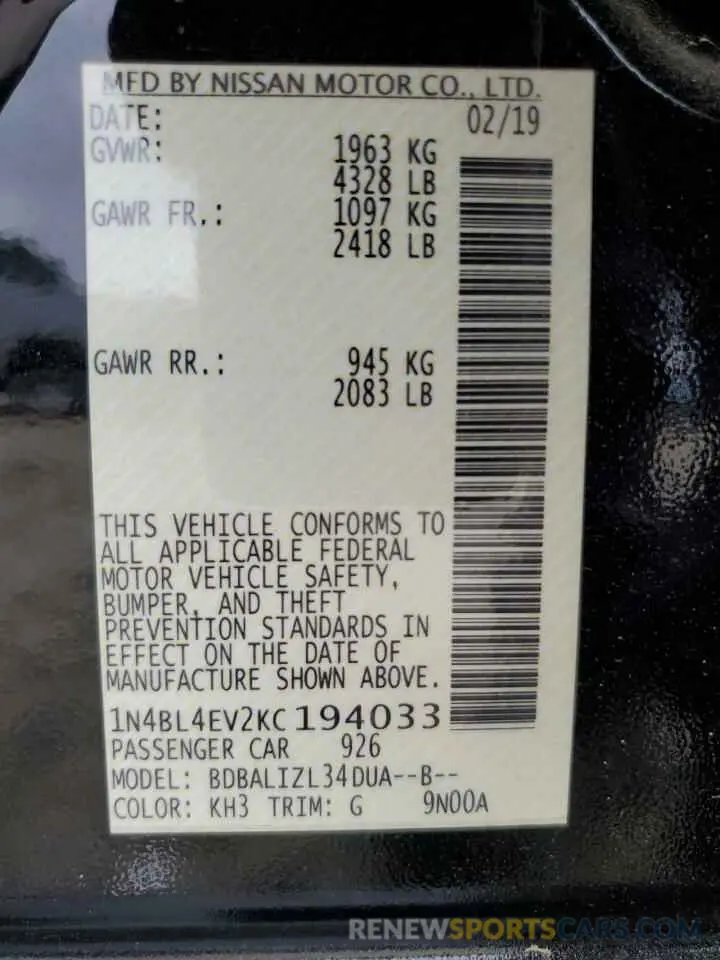 MFD BY NISSAN MOTOR CO., LTD.
DATE: 02/19
GVWR: 1963 KG
4328 LB
GAWR FR.: 1097 KG
2418 LB
GAWR RR.: 945 KG
2083 LB
THIS VEHICLE CONFORMS TO
ALL APPLICABLE FEDERAL
MOTOR VEHICLE SAFETY,
BUMPER, AND THEFT
PREVENTION STANDARDS IN
EFFECT ON THE DATE OF
MANUFACTURE SHOWN ABOVE.
1N4BL4EV2KC194033
PASSENGER CAR 926
MODEL: BDBALIZL34DUA--B--
COLOR: KH3 TRIM: G 9N00A
RENEWSPORTSCARS.COM